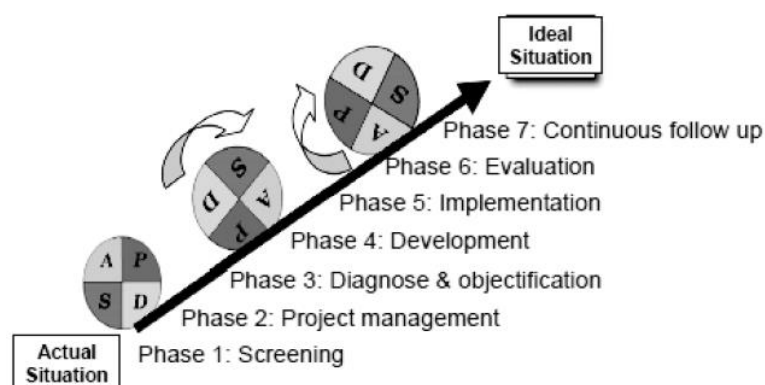 Ideal
Situation
D
S
P
A
Phase 7: Continuous follow up
S
D
A
P
Phase 6: Evaluation
Phase 5: Implementation
Phase 4: Development
A P
S D
Phase 3: Diagnose & objectification
Phase 2: Project management
Actual
Situation
Phase 1: Screening